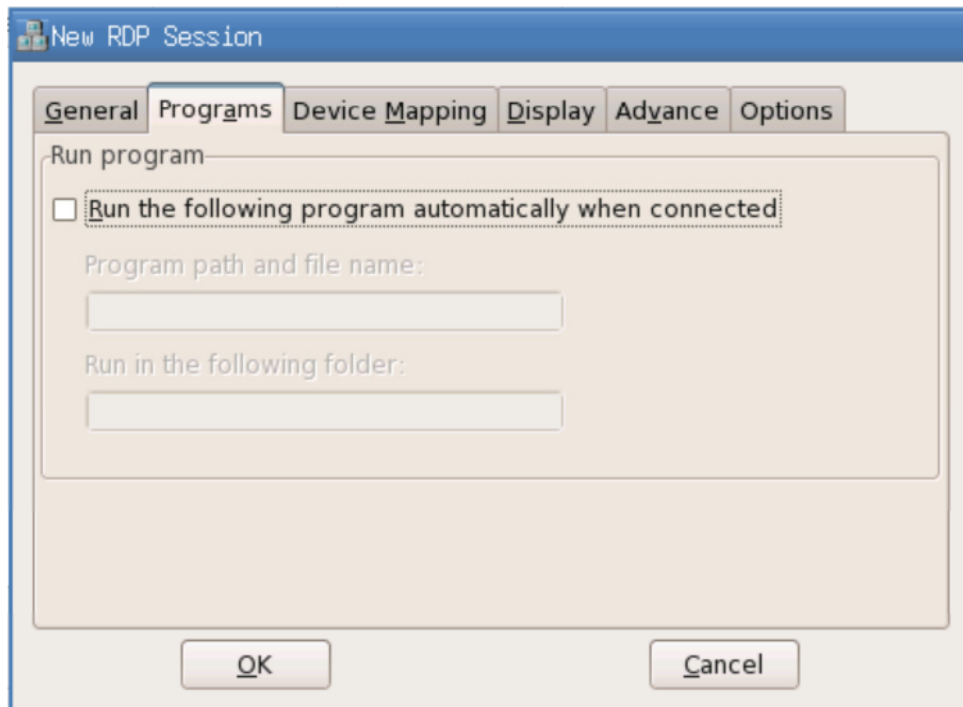 New RDP Session
General Programs Device Mapping Display Advance Options
Run program
Run the following program automatically when connected
Program path and file name:
Run in the following folder:
OK Cancel